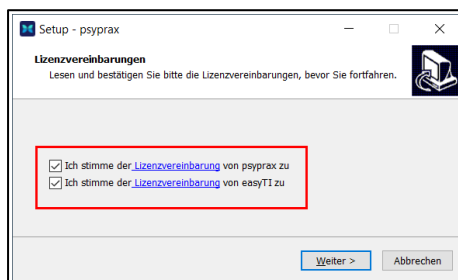 Setup - psyprax
Lizenzvereinbarungen
Lesen und bestätigen Sie bitte die Lizenzvereinbarungen, bevor Sie fortfahren.
Ich stimme der Lizenzvereinbarung von psyprax zu
Ich stimme der Lizenzvereinbarung von easyTI zu
Weiter > Abbrechen